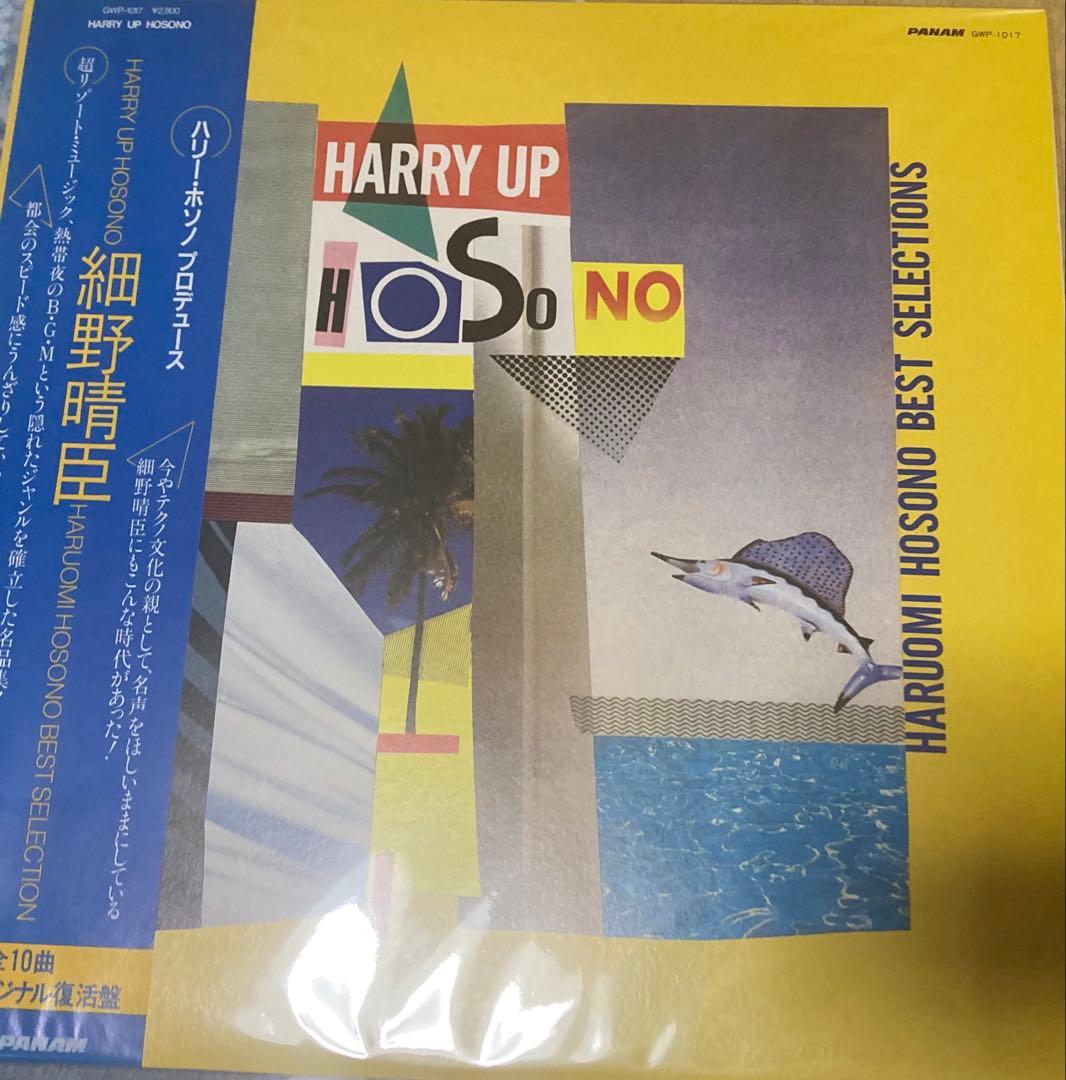 GWP-1017 ¥2,800
HARRY UP HOSONO
ハリー・ホソノ プロデュース
今やテクノ文化の親として、名声をほしいままにしている
細野晴臣にもこんな時代があった!
HARRY UP HOSONO
細野晴臣
HARUOMI HOSONO BEST SELECTION
超リゾート・ミュージック、熱帯夜のB・G・Mという隠れたジャンルを確立した名品集!
都会のスピード感にうんざりして
全10曲
ジナル復活盤
PANAM
PANAM GWP-1017
HARRY UP
HOSO NO
HARUOMI HOSONO BEST SELECTIONS